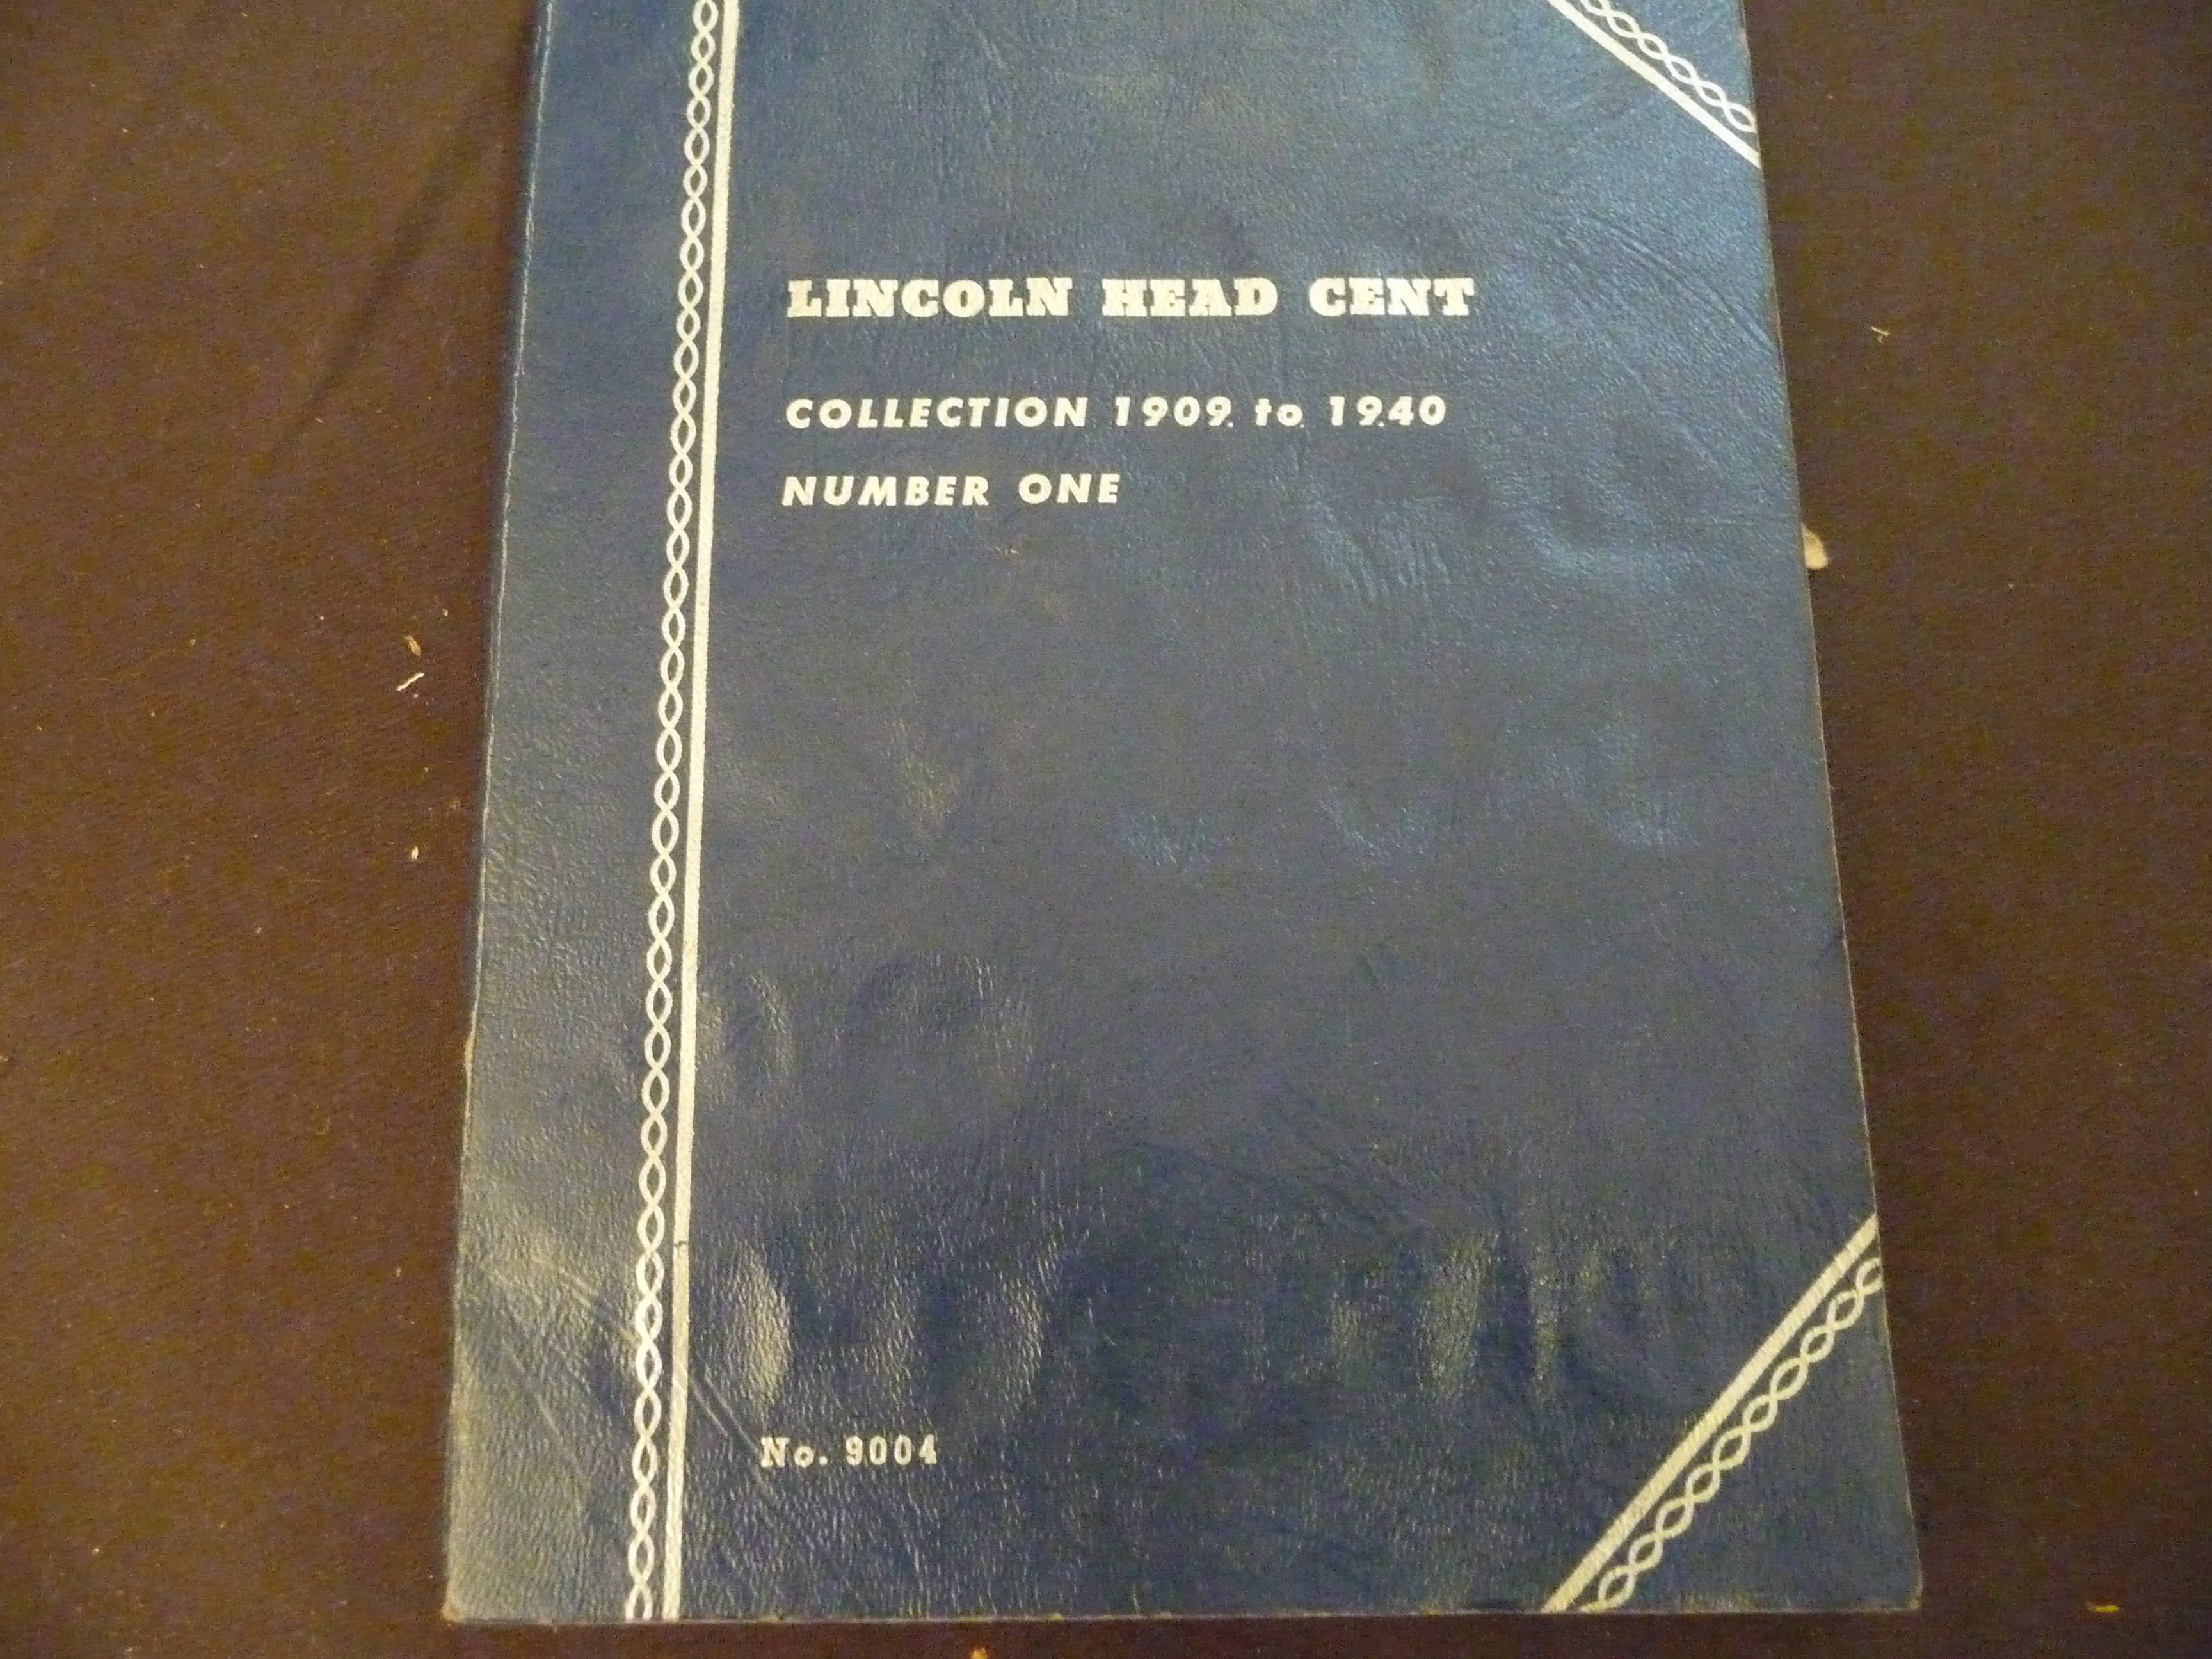 LINCOLN HEAD CENT
COLLECTION 1909 to 1940
NUMBER ONE
No. 9004